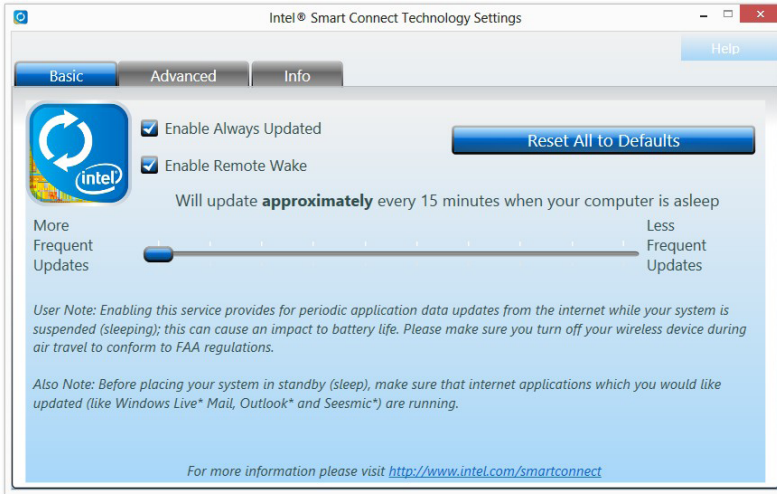 Intel® Smart Connect Technology Settings
Help
Basic Advanced Info
Enable Always Updated
Enable Remote Wake
Reset All to Defaults
intel
Will update approximately every 15 minutes when your computer is asleep
More
Frequent
Updates
Less
Frequent
Updates
User Note: Enabling this service provides for periodic application data updates from the internet while your system is
suspended (sleeping); this can cause an impact to battery life. Please make sure you turn off your wireless device during
air travel to conform to FAA regulations.
Also Note: Before placing your system in standby (sleep), make sure that internet applications which you would like
updated (like Windows Live* Mail, Outlook* and Seesmic*) are running.
For more information please visit http://www.intel.com/smartconnect